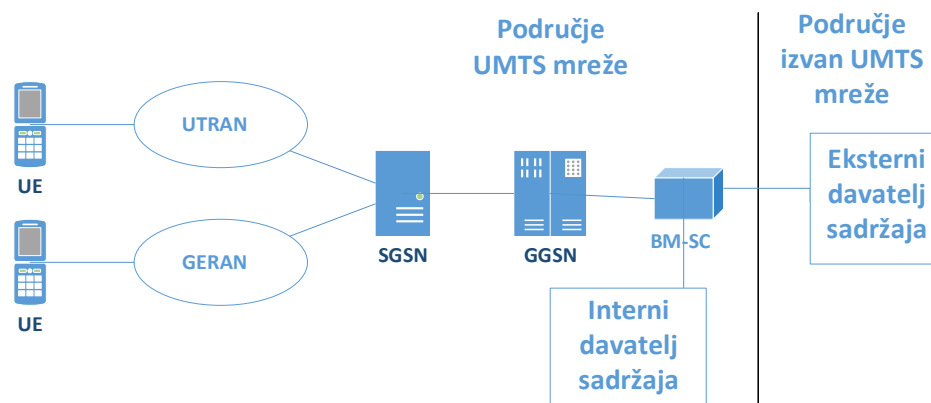 Područje
UMTS mreže
Područje
izvan UMTS
mreže
UTRAN
UE
GERAN
UE
SGSN
GGSN
BM-SC
Eksterni
davatelj
sadržaja
Interni
davatelj
sadržaja